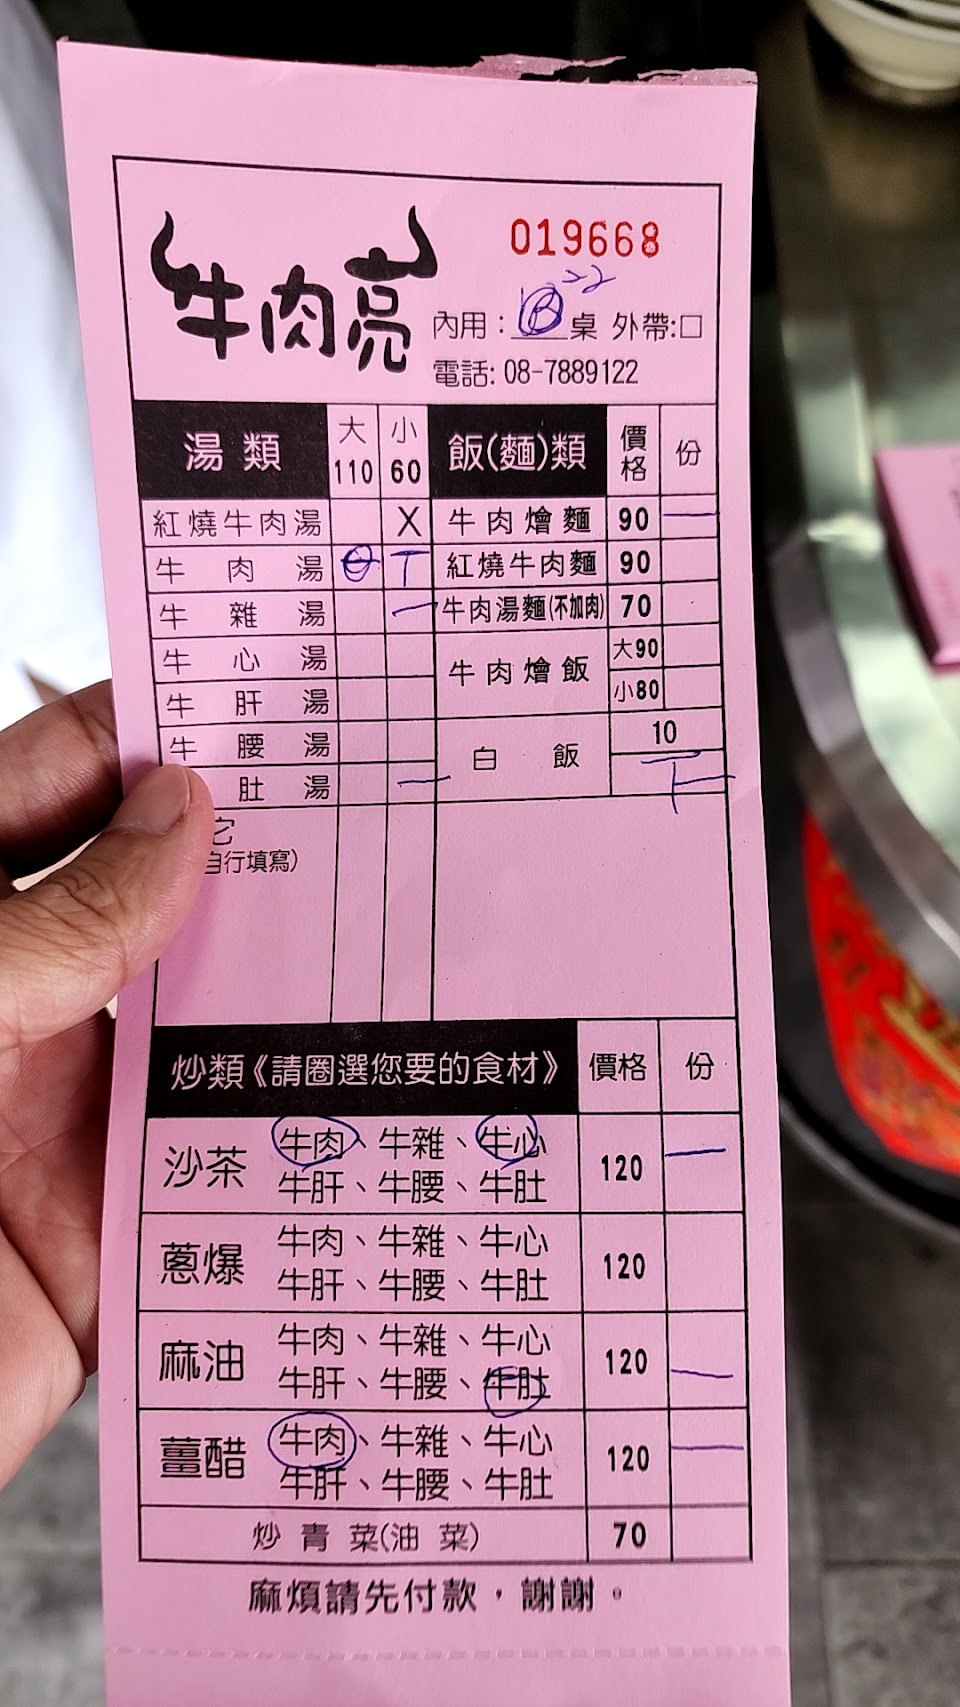 019668
牛肉亮
22
內用：桌 外帶:□
電話: 08-7889122
湯類 大 110 小 60 飯(麵)類 價格 份
紅燒牛肉湯 X 牛肉燴麵 90 一
牛肉湯 T 紅燒牛肉麵 90
牛雜湯 一 牛肉湯麵(不加肉) 70
牛心湯 牛肉燴飯 大90
牛肝湯 小80
牛腰湯 白飯 10
肚湯 一 下
它
自行填寫)
炒類《請圈選您要的食材》 價格 份
沙茶 牛肉、牛雜、牛心 120 一
牛肝、牛腰、牛肚
蔥爆 牛肉、牛雜、牛心 120
牛肝、牛腰、牛肚
麻油 牛肉、牛雜、牛心 120 一
牛肝、牛腰、牛肚
薑醋 牛肉、牛雜、牛心 120 一
牛肝、牛腰、牛肚
炒青菜(油菜) 70
麻煩請先付款，謝謝。